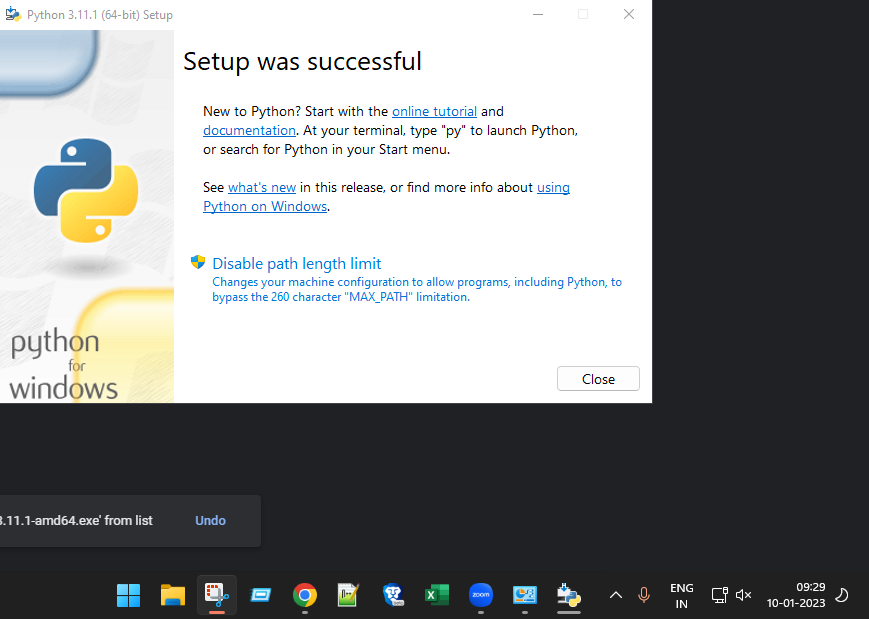 Python 3.11.1 (64-bit) Setup
Setup was successful
New to Python? Start with the online tutorial and
documentation. At your terminal, type "py" to launch Python,
or search for Python in your Start menu.
See what's new in this release, or find more info about using
Python on Windows.
Disable path length limit
Changes your machine configuration to allow programs, including Python, to
bypass the 260 character "MAX_PATH" limitation.
python
for
windows
Close
3.11.1-amd64.exe' from list Undo
zoom
beta
ENG
IN
09:29
10-01-2023